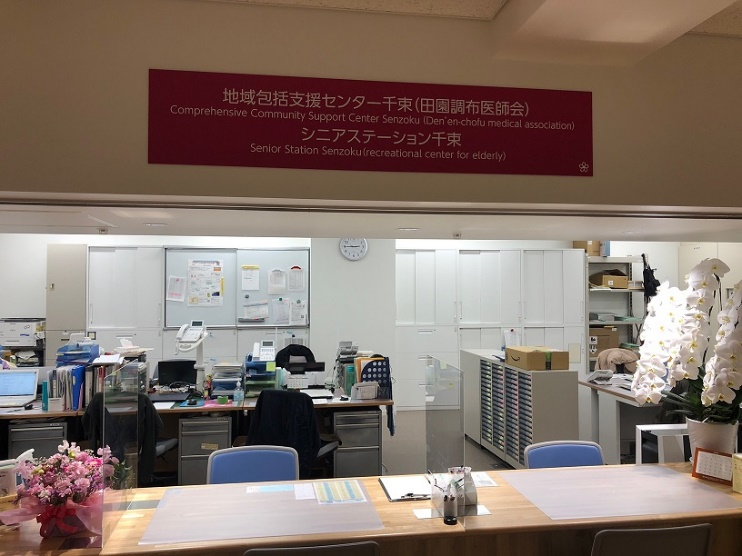 地域包括支援センター千束(田園調布医師会)
Comprehensive Community Support Center Senzoku (Den'en-chofu medical association)
シニアステーション千束
Senior Station Senzoku(recreational center for elderly)